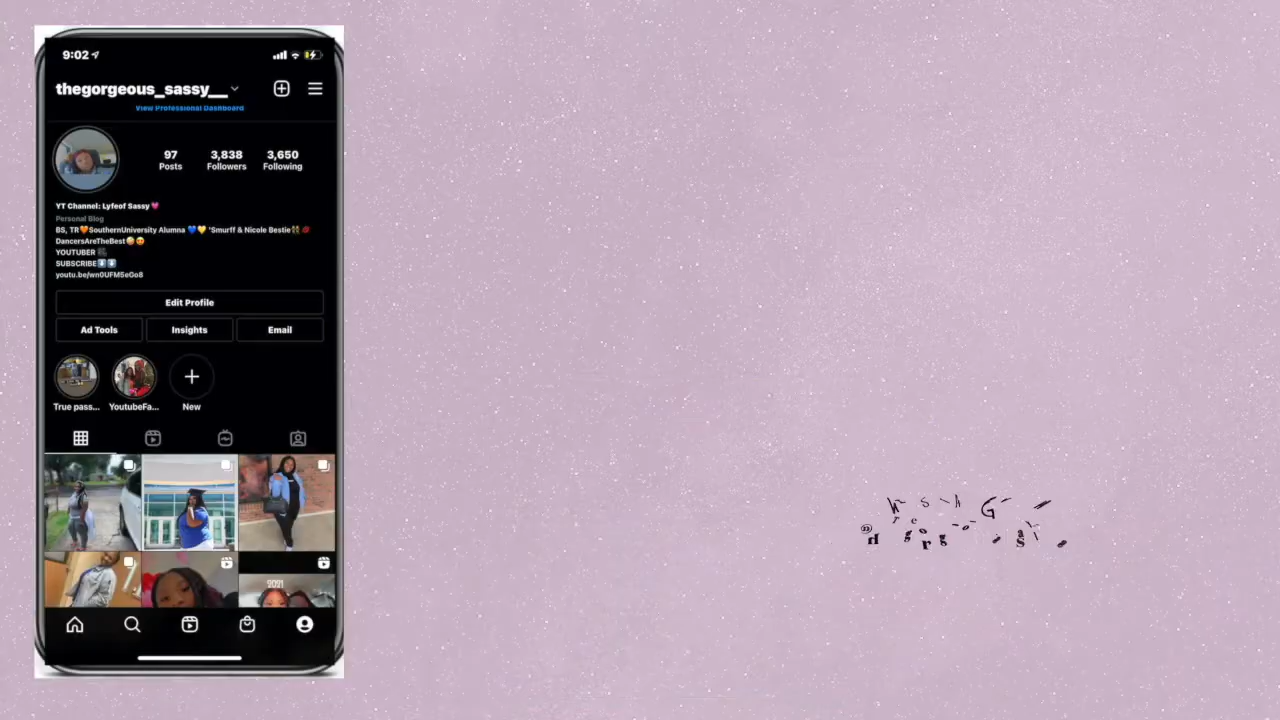 9:02
thegorgeous_sassy__
View Professional Dashboard
97 3,838 3,650
Posts Followers Following
YT Channel: Lyfeof Sassy💗
Personal Blog
BS, TR🧡SouthernUniversity Alumna 💙💛 'Smurff & Nicole Bestie👯💋
DancersAreTheBest🤪😍
YOUTUBER 🎥
SUBSCRIBE⬇️⬇️
youtu.be/wn0UFM5eGo8
Edit Profile
Ad Tools Insights Email
True pass... YoutubeFa... New
2021